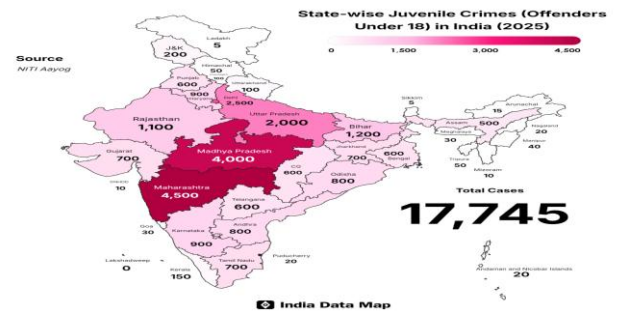 State-wise Juvenile Crimes (Offenders
Under 18) in India (2025)
0 1,500 3,000 4,500
Source
NITI Aayog
Ladakh
5
J&K
200
Himachal
50
Punjab
600
Uttarakhand
100
900
Haryana
Delhi
2,500
Rajasthan
1,100
Uttar Pradesh
2,000
Bihar
1,200
Sikkim
5
Arunachal
15
Assam
500
Nagaland
20
Meghalaya
30
Manipur
40
Tripura
50
Mizoram
10
Gujarat
700
Madhya Pradesh
4,000
Jharkhand
700
600
Bengal
CG
600
Odisha
800
10
Maharashtra
4,500
Telangana
600
Total Cases
17,745
Goa
30
Karnataka
900
Andhra
800
Lakshadweep
0
Kerala
150
Tamil Nadu
700
Puducherry
20
Andaman and Nicobar Islands
20
India Data Map